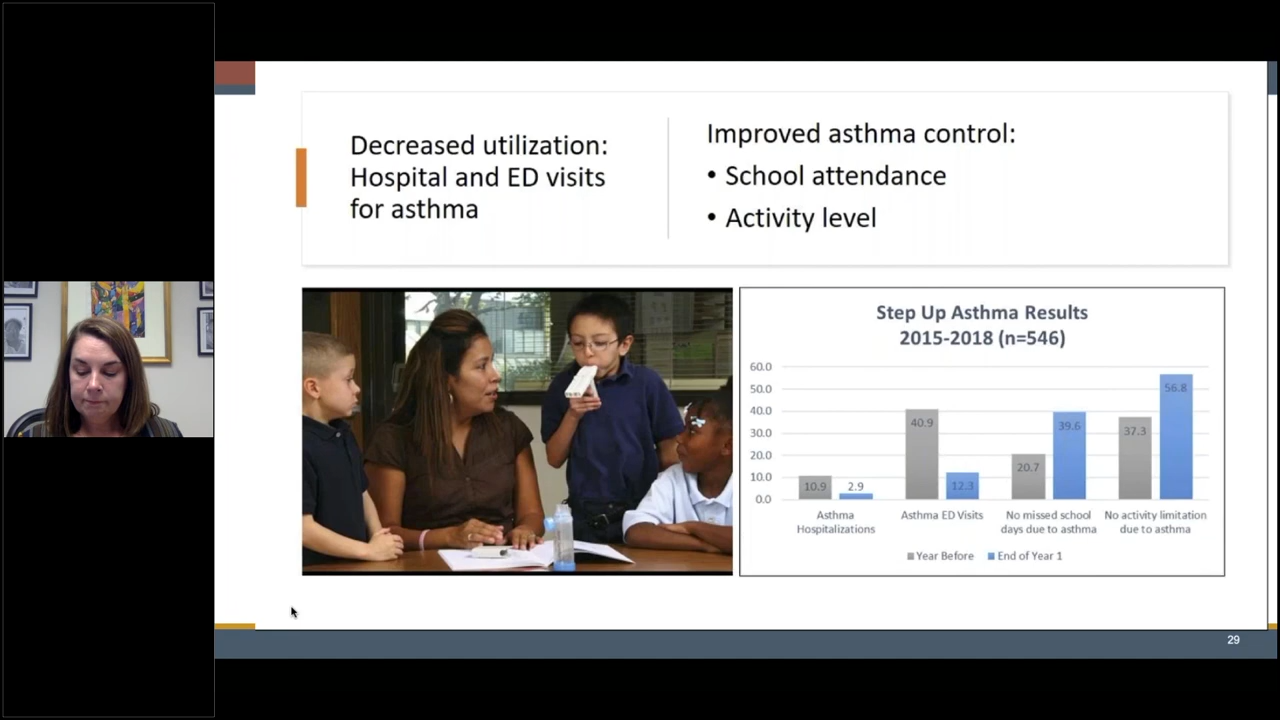 Decreased utilization:
Hospital and ED visits
for asthma
Improved asthma control:
• School attendance
• Activity level
Step Up Asthma Results
2015-2018 (n=546)
60.0
50.0
40.0
30.0
20.0
10.0
0.0
10.9
2.9
40.9
12.3
20.7
39.6
37.3
56.8
Asthma
Hospitalizations
Asthma ED Visits
No missed school
days due to asthma
No activity limitation
due to asthma
Year Before
End of Year 1
29